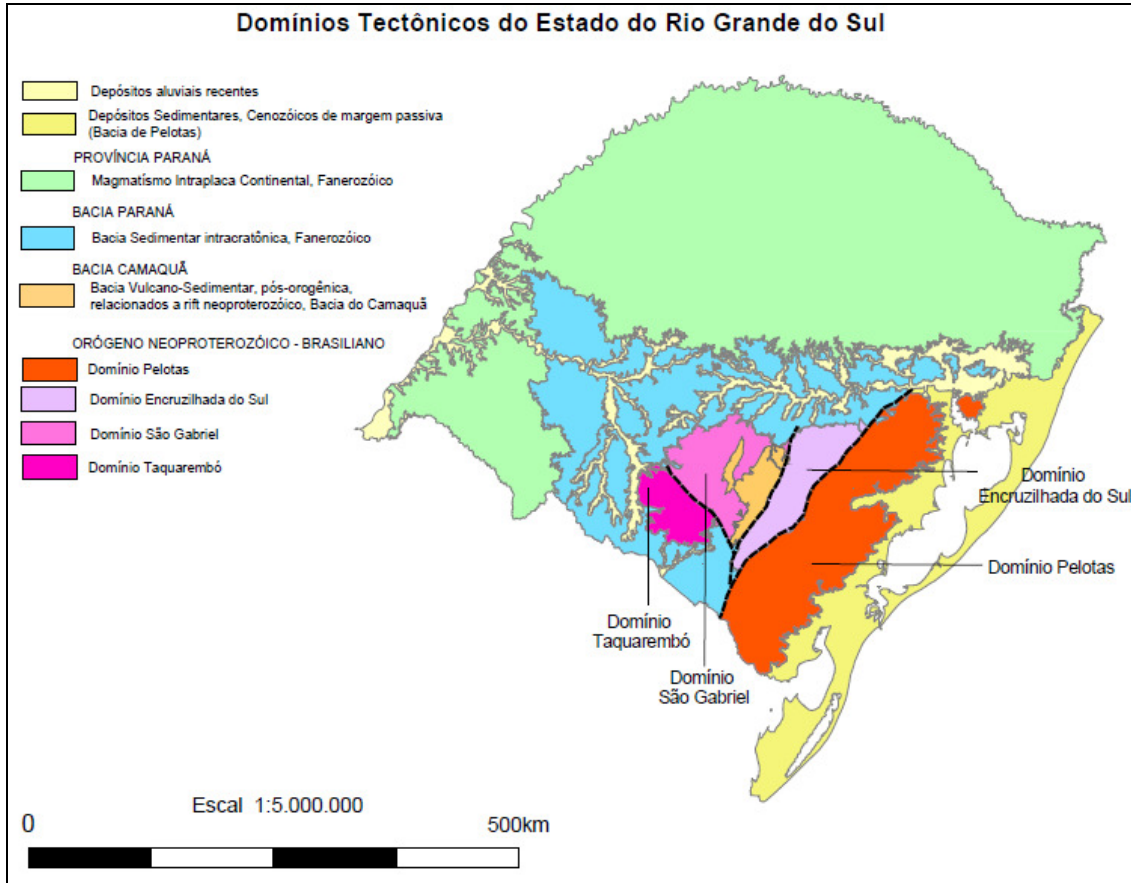 Domínios Tectônicos do Estado do Rio Grande do Sul
Depósitos aluviais recentes
Depósitos Sedimentares, Cenozóicos de margem passiva
(Bacia de Pelotas)
PROVÍNCIA PARANÁ
Magmatísmo Intraplaca Continental, Fanerozóico
BACIA PARANÁ
Bacia Sedimentar intracratônica, Fanerozóico
BACIA CAMAQUÃ
Bacia Vulcano-Sedimentar, pós-orogênica,
relacionados a rift neoproterozóico, Bacia do Camaquã
ORÓGENO NEOPROTEROZÓICO - BRASILIANO
Domínio Pelotas
Domínio Encruzilhada do Sul
Domínio São Gabriel
Domínio Taquarembó
Domínio
Encruzilhada do Sul
Domínio Pelotas
Domínio
Taquarembó
Domínio
São Gabriel
Escal 1:5.000.000
0 500km